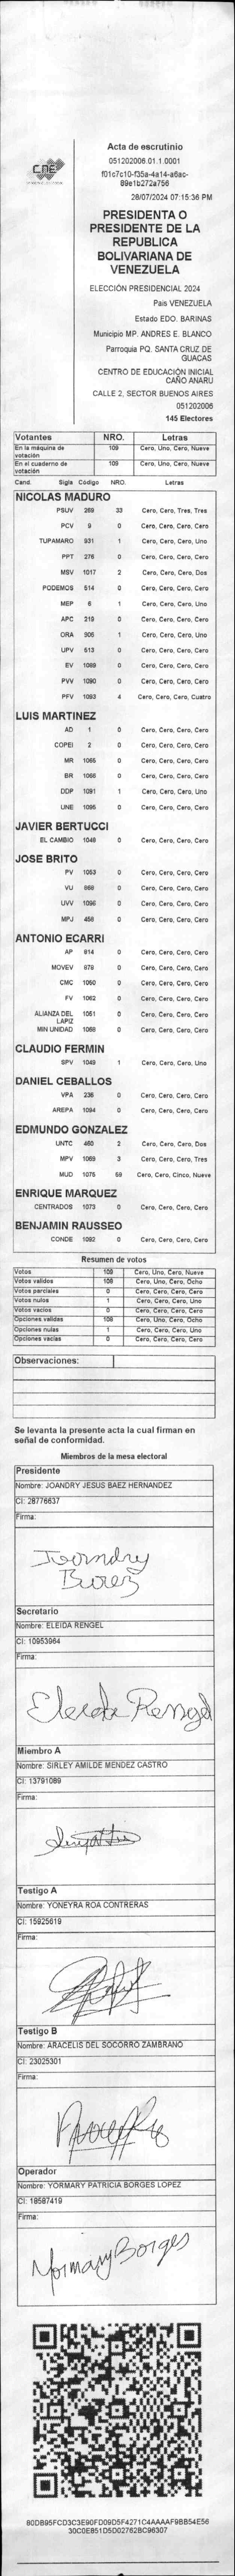 CNE
Acta de escrutinio
051202006.01.1.0001
f01c7c10-f35a-4a14-a6ac-
89e1b272a756
28/07/2024 07:15:36 PM
PRESIDENTA O
PRESIDENTE DE LA
REPUBLICA
BOLIVARIANA DE
VENEZUELA
ELECCIÓN PRESIDENCIAL 2024
Pais VENEZUELA
Estado EDO. BARINAS
Municipio MP. ANDRES E. BLANCO
Parroquia PQ. SANTA CRUZ DE
GUACAS
CENTRO DE EDUCACIÓN INICIAL
CAÑO ANARU
CALLE 2, SECTOR BUENOS AIRES
051202006
145 Electores
Votantes NRO. Letras
En la máquina de votación 109 Cero, Uno, Cero, Nueve
En el cuaderno de votación 109 Cero, Uno, Cero, Nueve
Cand. Sigla Código NRO. Letras
NICOLAS MADURO
PSUV 269 33 Cero, Cero, Tres, Tres
PCV 9 0 Cero, Cero, Cero, Cero
TUPAMARO 931 1 Cero, Cero, Cero, Uno
PPT 276 0 Cero, Cero, Cero, Cero
MSV 1017 2 Cero, Cero, Cero, Dos
PODEMOS 514 0 Cero, Cero, Cero, Cero
MEP 6 1 Cero, Cero, Cero, Uno
APC 218 0 Cero, Cero, Cero, Cero
ORA 906 1 Cero, Cero, Cero, Uno
UPV 513 0 Cero, Cero, Cero, Cero
EV 1089 0 Cero, Cero, Cero, Cero
PVV 1090 0 Cero, Cero, Cero, Cero
PFV 1093 4 Cero, Cero, Cero, Cuatro
LUIS MARTINEZ
AD 1 0 Cero, Cero, Cero, Cero
COPEI 2 0 Cero, Cero, Cero, Cero
MR 1065 0 Cero, Cero, Cero, Cero
BR 1066 0 Cero, Cero, Cero, Cero
DDP 1091 1 Cero, Cero, Cero, Uno
UNE 1095 0 Cero, Cero, Cero, Cero
JAVIER BERTUCCI
EL CAMBIO 1048 0 Cero, Cero, Cero, Cero
JOSE BRITO
PV 1053 0 Cero, Cero, Cero, Cero
VU 868 0 Cero, Cero, Cero, Cero
UVV 1096 0 Cero, Cero, Cero, Cero
MPJ 458 0 Cero, Cero, Cero, Cero
ANTONIO ECARRI
AP 814 0 Cero, Cero, Cero, Cero
MOVEV 879 0 Cero, Cero, Cero, Cero
CMC 1050 0 Cero, Cero, Cero, Cero
FV 1062 0 Cero, Cero, Cero, Cero
ALIANZA DEL LAPIZ 1051 0 Cero, Cero, Cero, Cero
MIN UNIDAD 1068 0 Cero, Cero, Cero, Cero
CLAUDIO FERMIN
SPV 1049 1 Cero, Cero, Cero, Uno
DANIEL CEBALLOS
VPA 236 0 Cero, Cero, Cero, Cero
AREPA 1094 0 Cero, Cero, Cero, Cero
EDMUNDO GONZALEZ
UNTC 460 2 Cero, Cero, Cero, Dos
MPV 1069 3 Cero, Cero, Cero, Tres
MUD 1075 59 Cero, Cero, Cinco, Nueve
ENRIQUE MARQUEZ
CENTRADOS 1073 0 Cero, Cero, Cero, Cero
BENJAMIN RAUSSEO
CONDE 1092 0 Cero, Cero, Cero, Cero
Resumen de votos
Votos 109 Cero, Uno, Cero, Nueve
Votos validos 108 Cero, Uno, Cero, Ocho
Votos parciales 0 Cero, Cero, Cero, Cero
Votos nulos 1 Cero, Cero, Cero, Uno
Votos vacios 0 Cero, Cero, Cero, Cero
Opciones validas 108 Cero, Uno, Cero, Ocho
Opciones nulas 1 Cero, Cero, Cero, Uno
Opciones vacias 0 Cero, Cero, Cero, Cero
Observaciones:
Se levanta la presente acta la cual firman en
señal de conformidad.
Miembros de la mesa electoral
Presidente
Nombre: JOANDRY JESUS BAEZ HERNANDEZ
CI: 28776637
Firma:
Joandry
Baez
Secretario
Nombre: ELEIDA RENGEL
CI: 10953964
Firma:
Eleida Rengel
Miembro A
Nombre: SIRLEY AMILDE MENDEZ CASTRO
CI: 13791089
Firma:
Testigo A
Nombre: YONEYRA ROA CONTRERAS
CI: 15925619
Firma:
Testigo B
Nombre: ARACELIS DEL SOCORRO ZAMBRANO
CI: 23025301
Firma:
Operador
Nombre: YORMARY PATRICIA BORGES LOPEZ
CI: 18587419
Firma:
Yormary Borges
80DB95FCD3C3E90FD09D5F4271C4AAAAF9BB54E56
30C0E851D5D02762BC96307